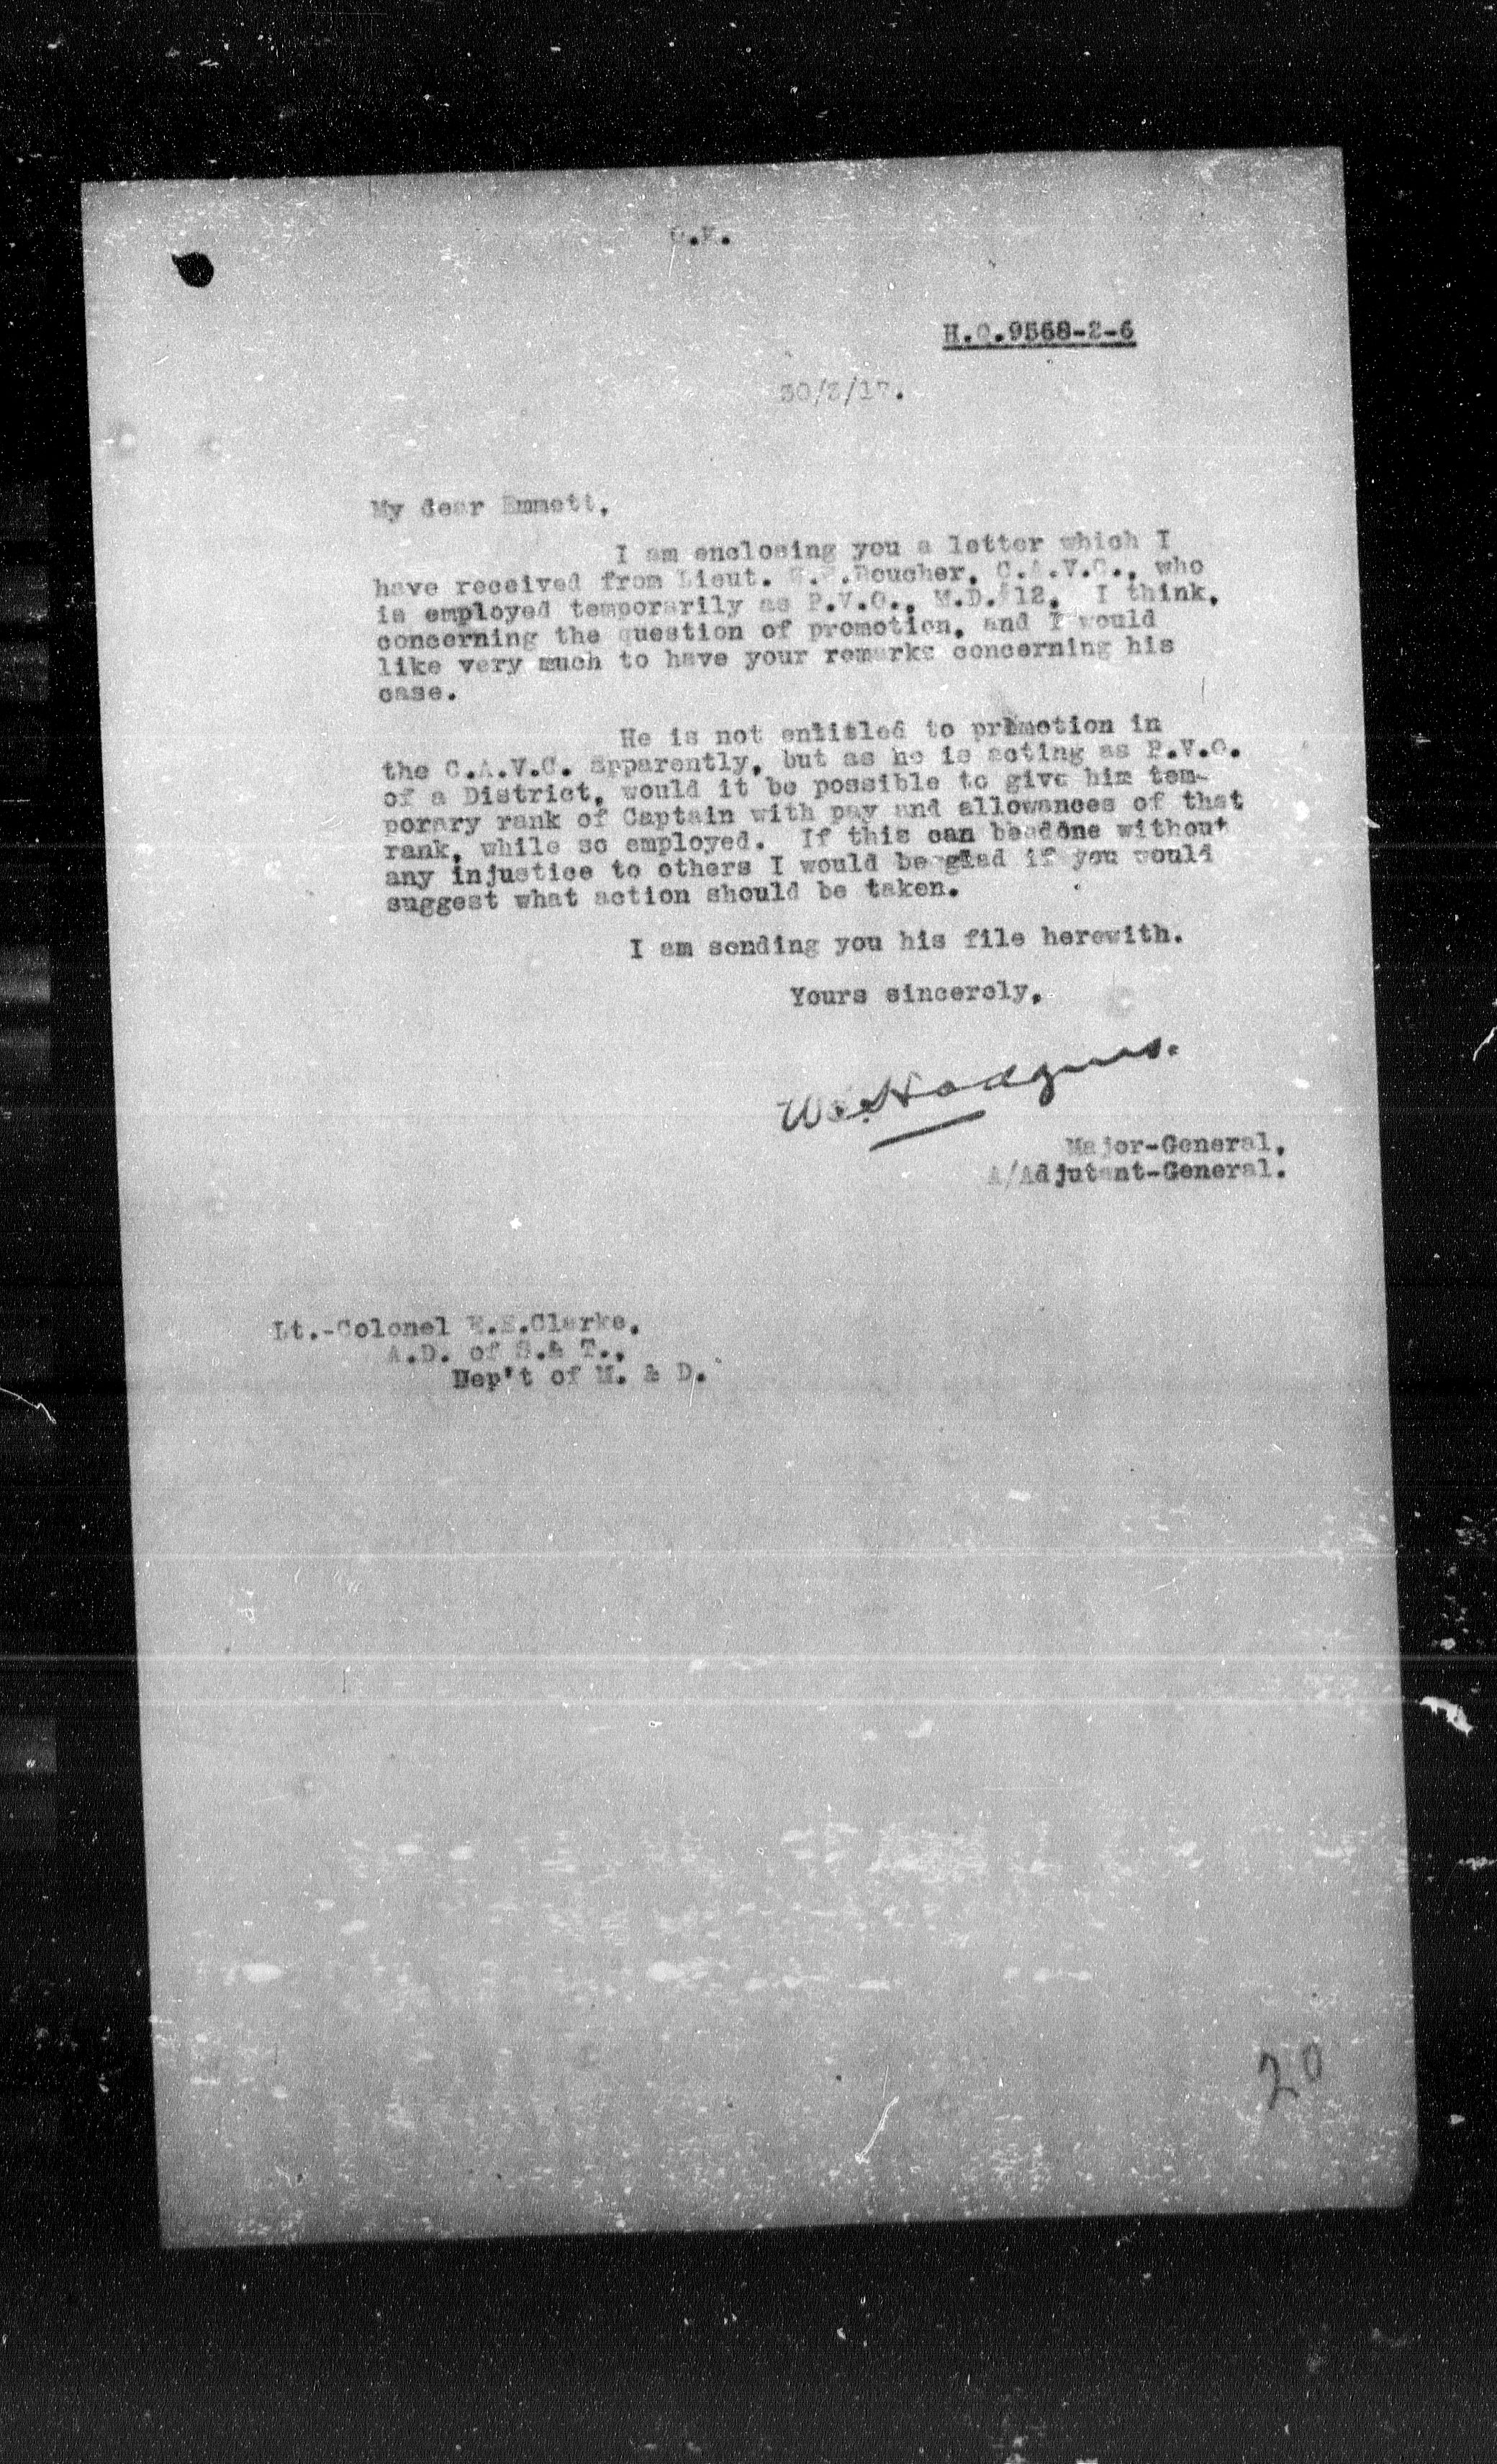 H.Q.9568-2-6
30/3/17.
My dear Emmett,
I am enclosing you a letter which I
have received from Lieut. Boucher, C.A.V.C., who
is employed temporarily as P.V.O., M.D.#12, I think,
concerning the question of promotion, and I would
like very much to have your remarks concerning his
case.
He is not entitled to promotion in
the C.A.V.C. apparently, but as he is acting as P.V.O.
of a District, would it be possible to give him tem-
porary rank of Captain with pay and allowances of that
rank, while so employed. If this can be done without
any injustice to others I would be glad if you would
suggest what action should be taken.
I am sending you his file herewith.
Yours sincerely,
Hodgins.
Major-General,
A/Adjutant-General.
Lt.-Colonel Clarke,
A.D. of S.& T.,
Dep't of M. & D.
20